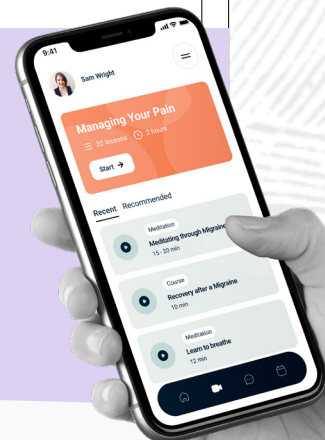 9:41
Sam Wright
Managing Your Pain
22 lessons 2 hours
Start →
Recent Recommended
Meditation
Meditating through Migraine
15 - 20 min
Course
Recovery after a Migraine
10 min
Meditation
Learn to breathe
12 min